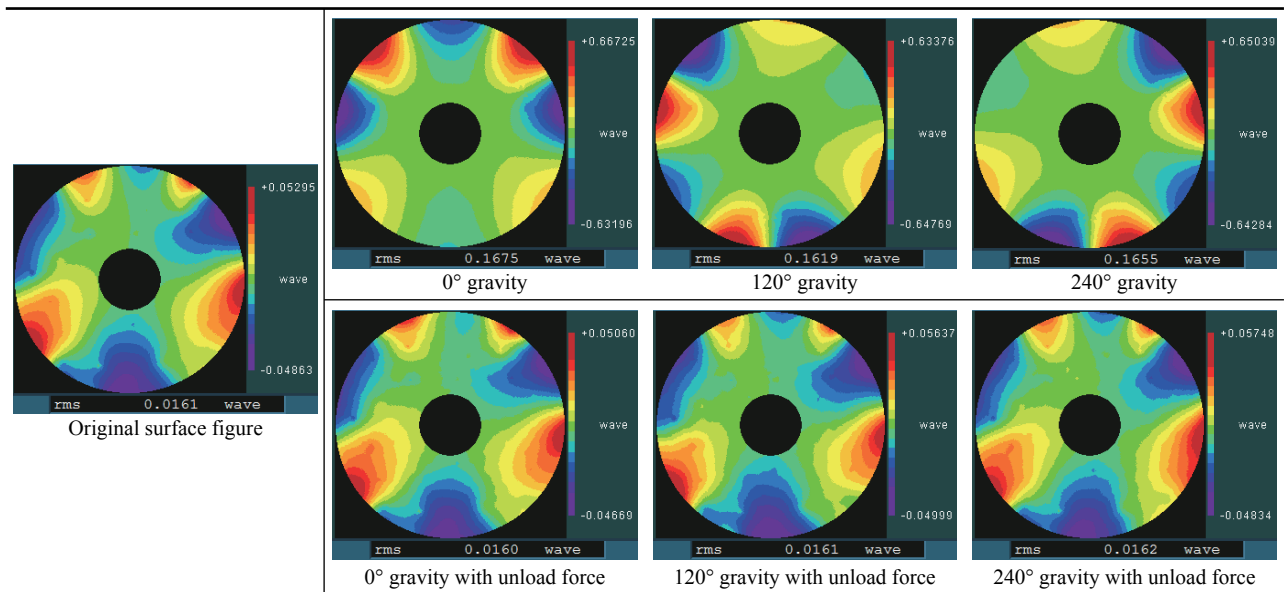 +0.05295
wave
-0.04863
rms 0.0161 wave
Original surface figure
+0.66725
wave
-0.63196
rms 0.1675 wave
0° gravity
+0.63376
wave
-0.64769
rms 0.1619 wave
120° gravity
+0.65039
wave
-0.64284
rms 0.1655 wave
240° gravity
+0.05060
wave
-0.04669
rms 0.0160 wave
0° gravity with unload force
+0.05637
wave
-0.04999
rms 0.0161 wave
120° gravity with unload force
+0.05748
wave
-0.04834
rms 0.0162 wave
240° gravity with unload force